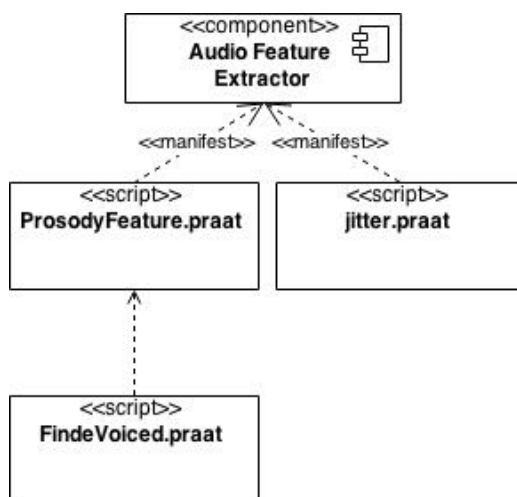 <<component>>
Audio Feature
Extractor
<<manifest>> <<manifest>>
<<script>>
ProsodyFeature.praat
<<script>>
jitter.praat
<<script>>
FindeVoiced.praat